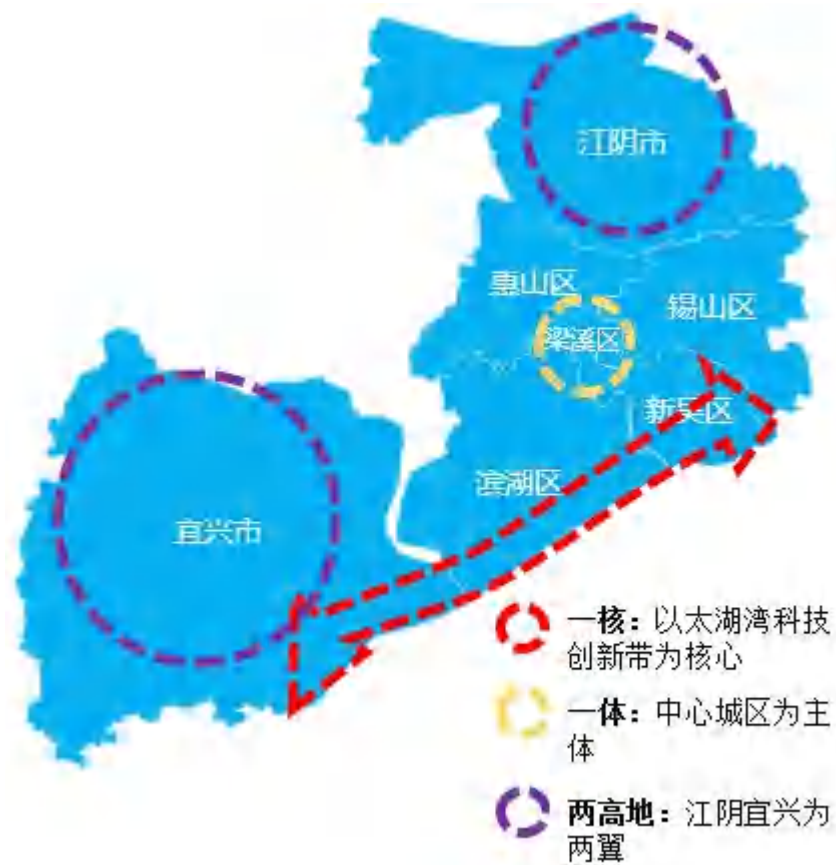 江阴市
惠山区
锡山区
梁溪区
新吴区
滨湖区
宜兴市
一核：以太湖湾科技
创新带为核心
一体：中心城区为主
体
两高地：江阴宜兴为
两翼